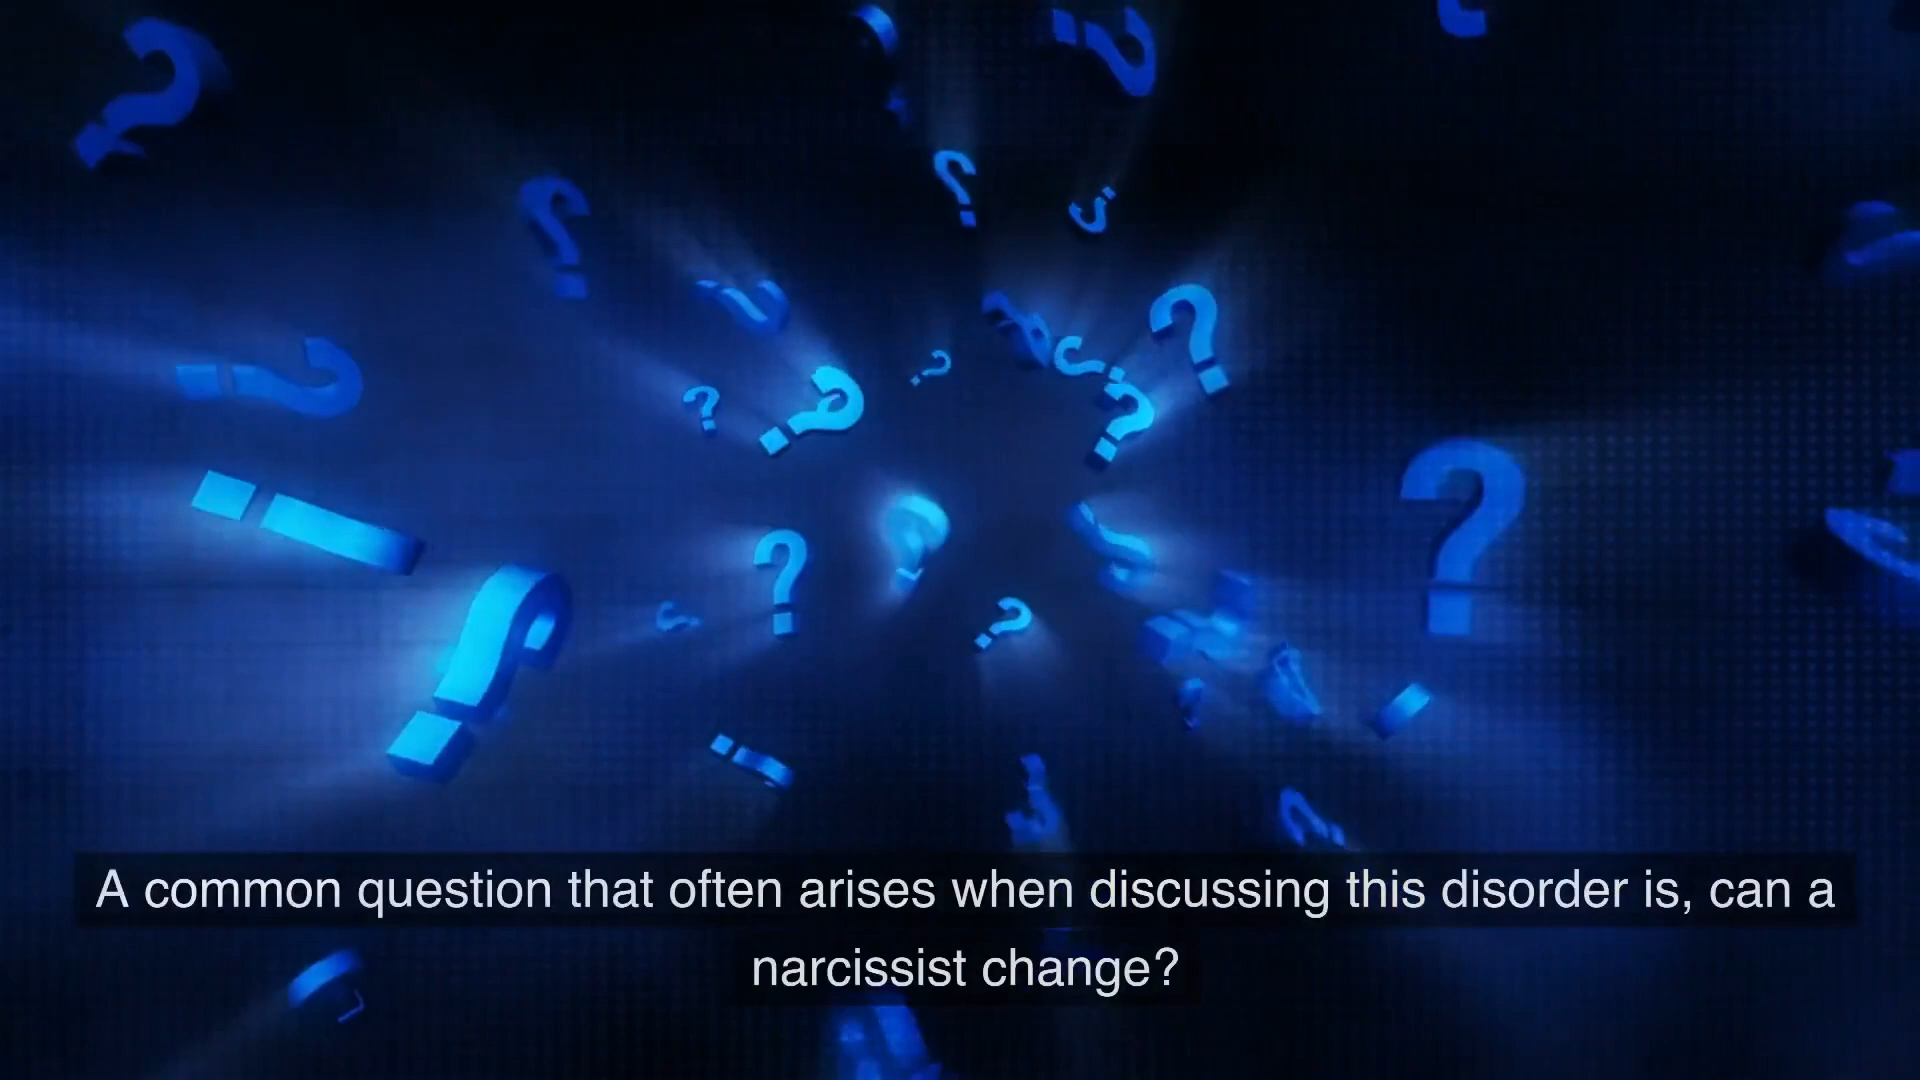 A common question that often arises when discussing this disorder is, can a
narcissist change?